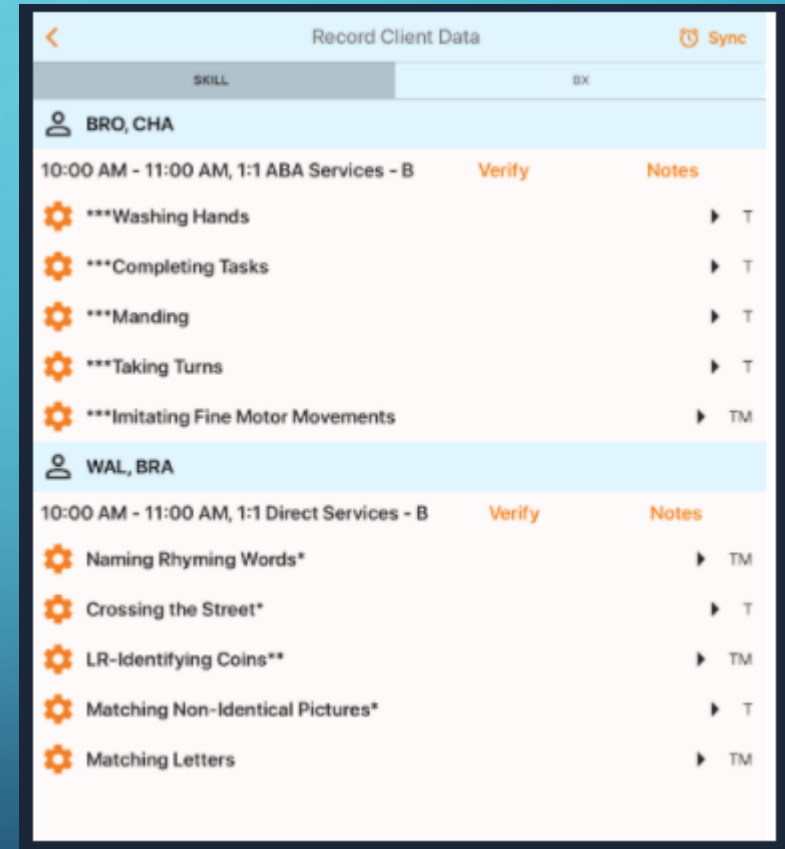 Record Client Data Sync
SKILL BX
BRO, CHA
10:00 AM - 11:00 AM, 1:1 ABA Services - B Verify Notes
***Washing Hands T
***Completing Tasks T
***Manding T
***Taking Turns T
***Imitating Fine Motor Movements TM
WAL, BRA
10:00 AM - 11:00 AM, 1:1 Direct Services - B Verify Notes
Naming Rhyming Words* TM
Crossing the Street* T
LR-Identifying Coins** TM
Matching Non-Identical Pictures* T
Matching Letters TM